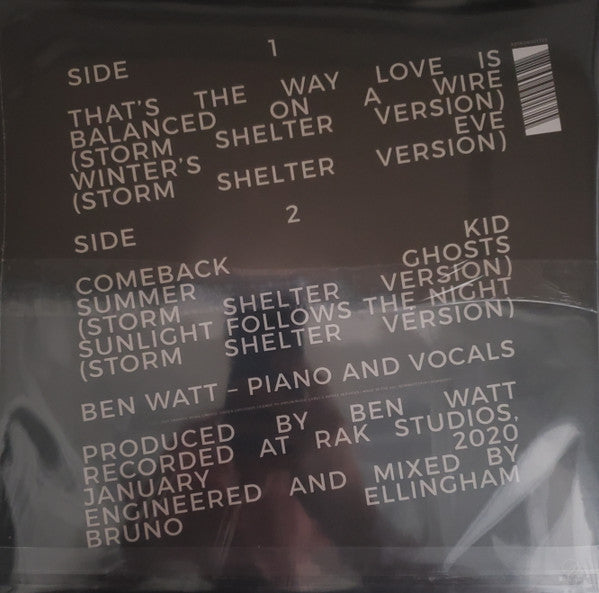 SIDE 1
THAT'S THE WAY LOVE IS
BALANCED ON A WIRE
(STORM SHELTER VERSION)
WINTER'S EVE
(STORM SHELTER VERSION)
SIDE 2
COMEBACK KID
SUMMER GHOSTS
(STORM SHELTER VERSION)
SUNLIGHT FOLLOWS THE NIGHT
(STORM SHELTER VERSION)
BEN WATT – PIANO AND VOCALS
PRODUCED BY BEN WATT
RECORDED AT RAK STUDIOS,
JANUARY 2020
ENGINEERED AND MIXED BY
BRUNO ELLINGHAM